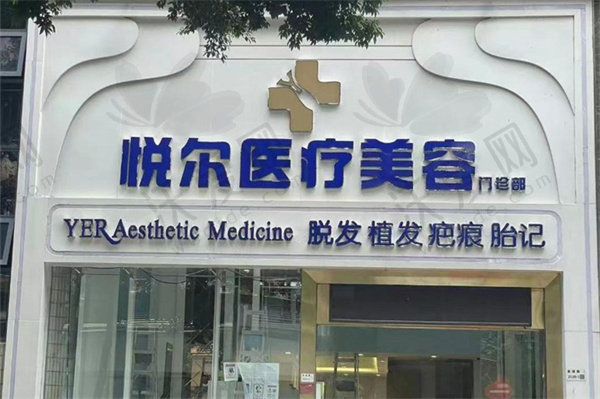 悦尔医疗美容门诊部
YER Aesthetic Medicine 脱发 植发 疤痕 胎记